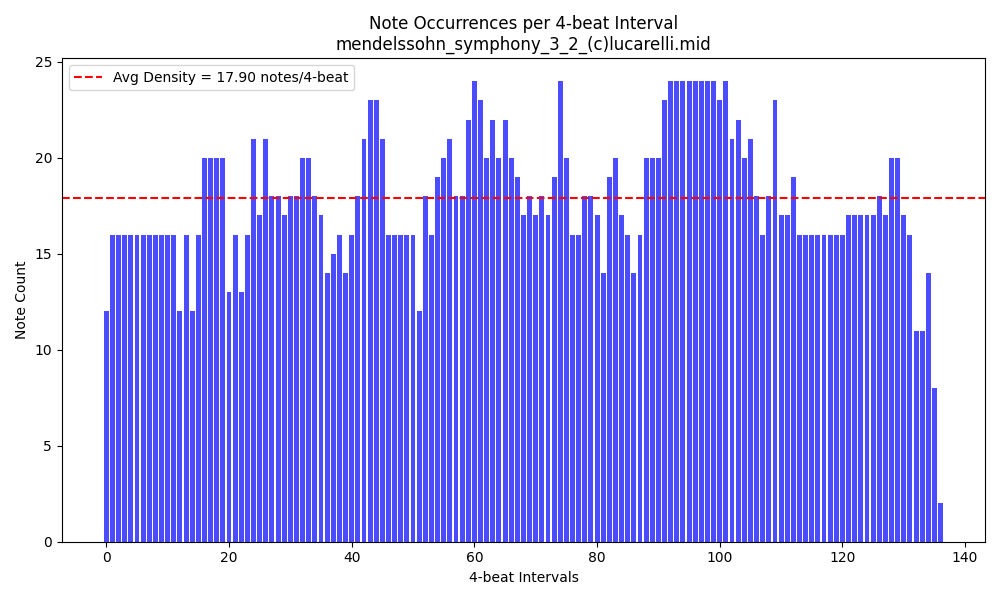 Note Occurrences per 4-beat Interval
mendelssohn_symphony_3_2_(c)lucarelli.mid
Avg Density = 17.90 notes/4-beat
Note Count
25
20
15
10
5
0
0 20 40 60 80 100 120 140
4-beat Intervals